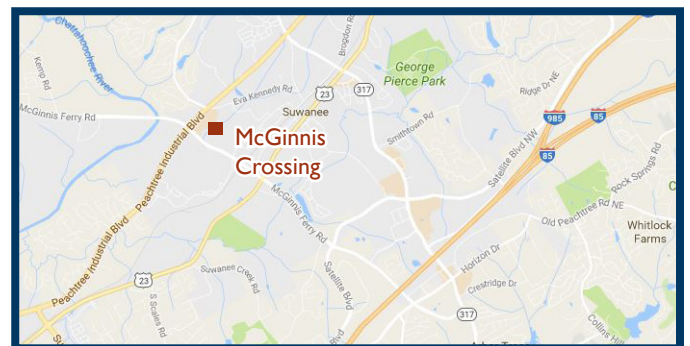 Chattahoochee River
Kemp Rd
McGinnis Ferry Rd
Peachtree Industrial Blvd
Peachtree Industrial Blvd
Eva Kennedy Rd
Brogdon Rd
23
317
Suwanee
George
Pierce Park
Smithtown Rd
Ridge Dr NE
985
85
85
McGinnis
Crossing
McGinnis Ferry Rd
Satellite Blvd NW
Rock Springs Rd
Old Peachtree Rd NE
Whitlock
Farms
Suwanee Creek Rd
23
S Scales Rd
Satellite Blvd
Horizon Dr
Crestridge Dr
317
Blvd
Collins Hill